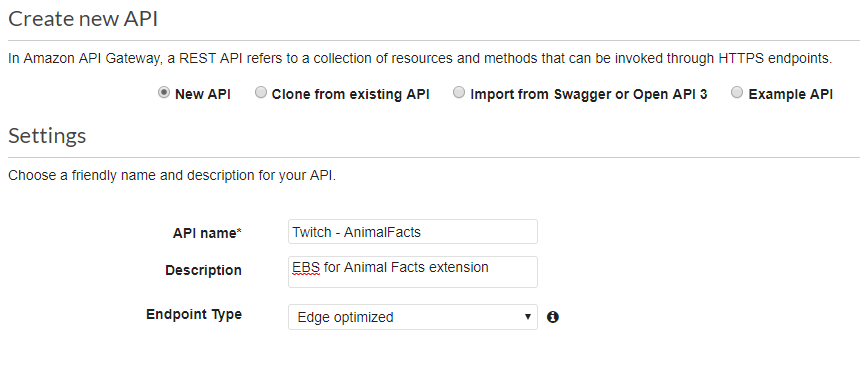 Create new API
In Amazon API Gateway, a REST API refers to a collection of resources and methods that can be invoked through HTTPS endpoints.
New API Clone from existing API Import from Swagger or Open API 3 Example API
Settings
Choose a friendly name and description for your API.
API name* Twitch - AnimalFacts
Description EBS for Animal Facts extension
Endpoint Type Edge optimized